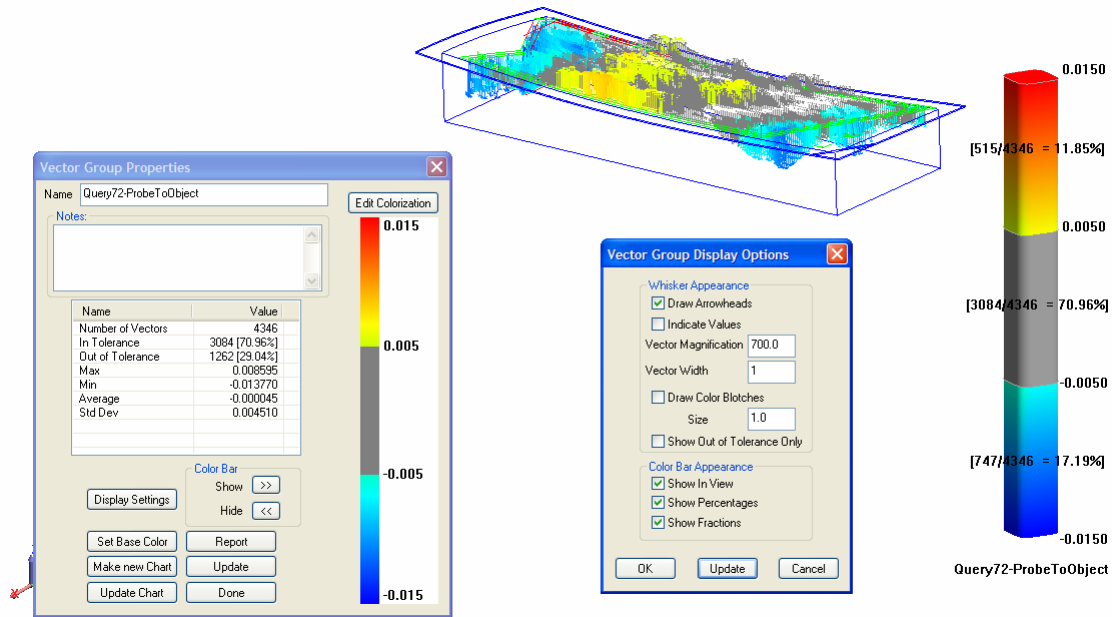 Vector Group Properties
Name Query72-ProbeToObject
Notes:
Edit Colorization
0.015
0.005
-0.005
-0.015
Name Value
Number of Vectors 4346
In Tolerance 3084 [70.96%]
Out of Tolerance 1262 [29.04%]
Max 0.008595
Min -0.013770
Average -0.000045
Std Dev 0.004510
Color Bar
Show >>
Hide <<
Display Settings
Set Base Color Report
Make new Chart Update
Update Chart Done
Vector Group Display Options
Whisker Appearance
Draw Arrowheads
Indicate Values
Vector Magnification 700.0
Vector Width 1
Draw Color Blotches
Size 1.0
Show Out of Tolerance Only
Color Bar Appearance
Show In View
Show Percentages
Show Fractions
OK Update Cancel
0.0150
[515/4346 = 11.85%]
0.0050
[3084/4346 = 70.96%]
-0.0050
[747/4346 = 17.19%]
-0.0150
Query72-ProbeToObject